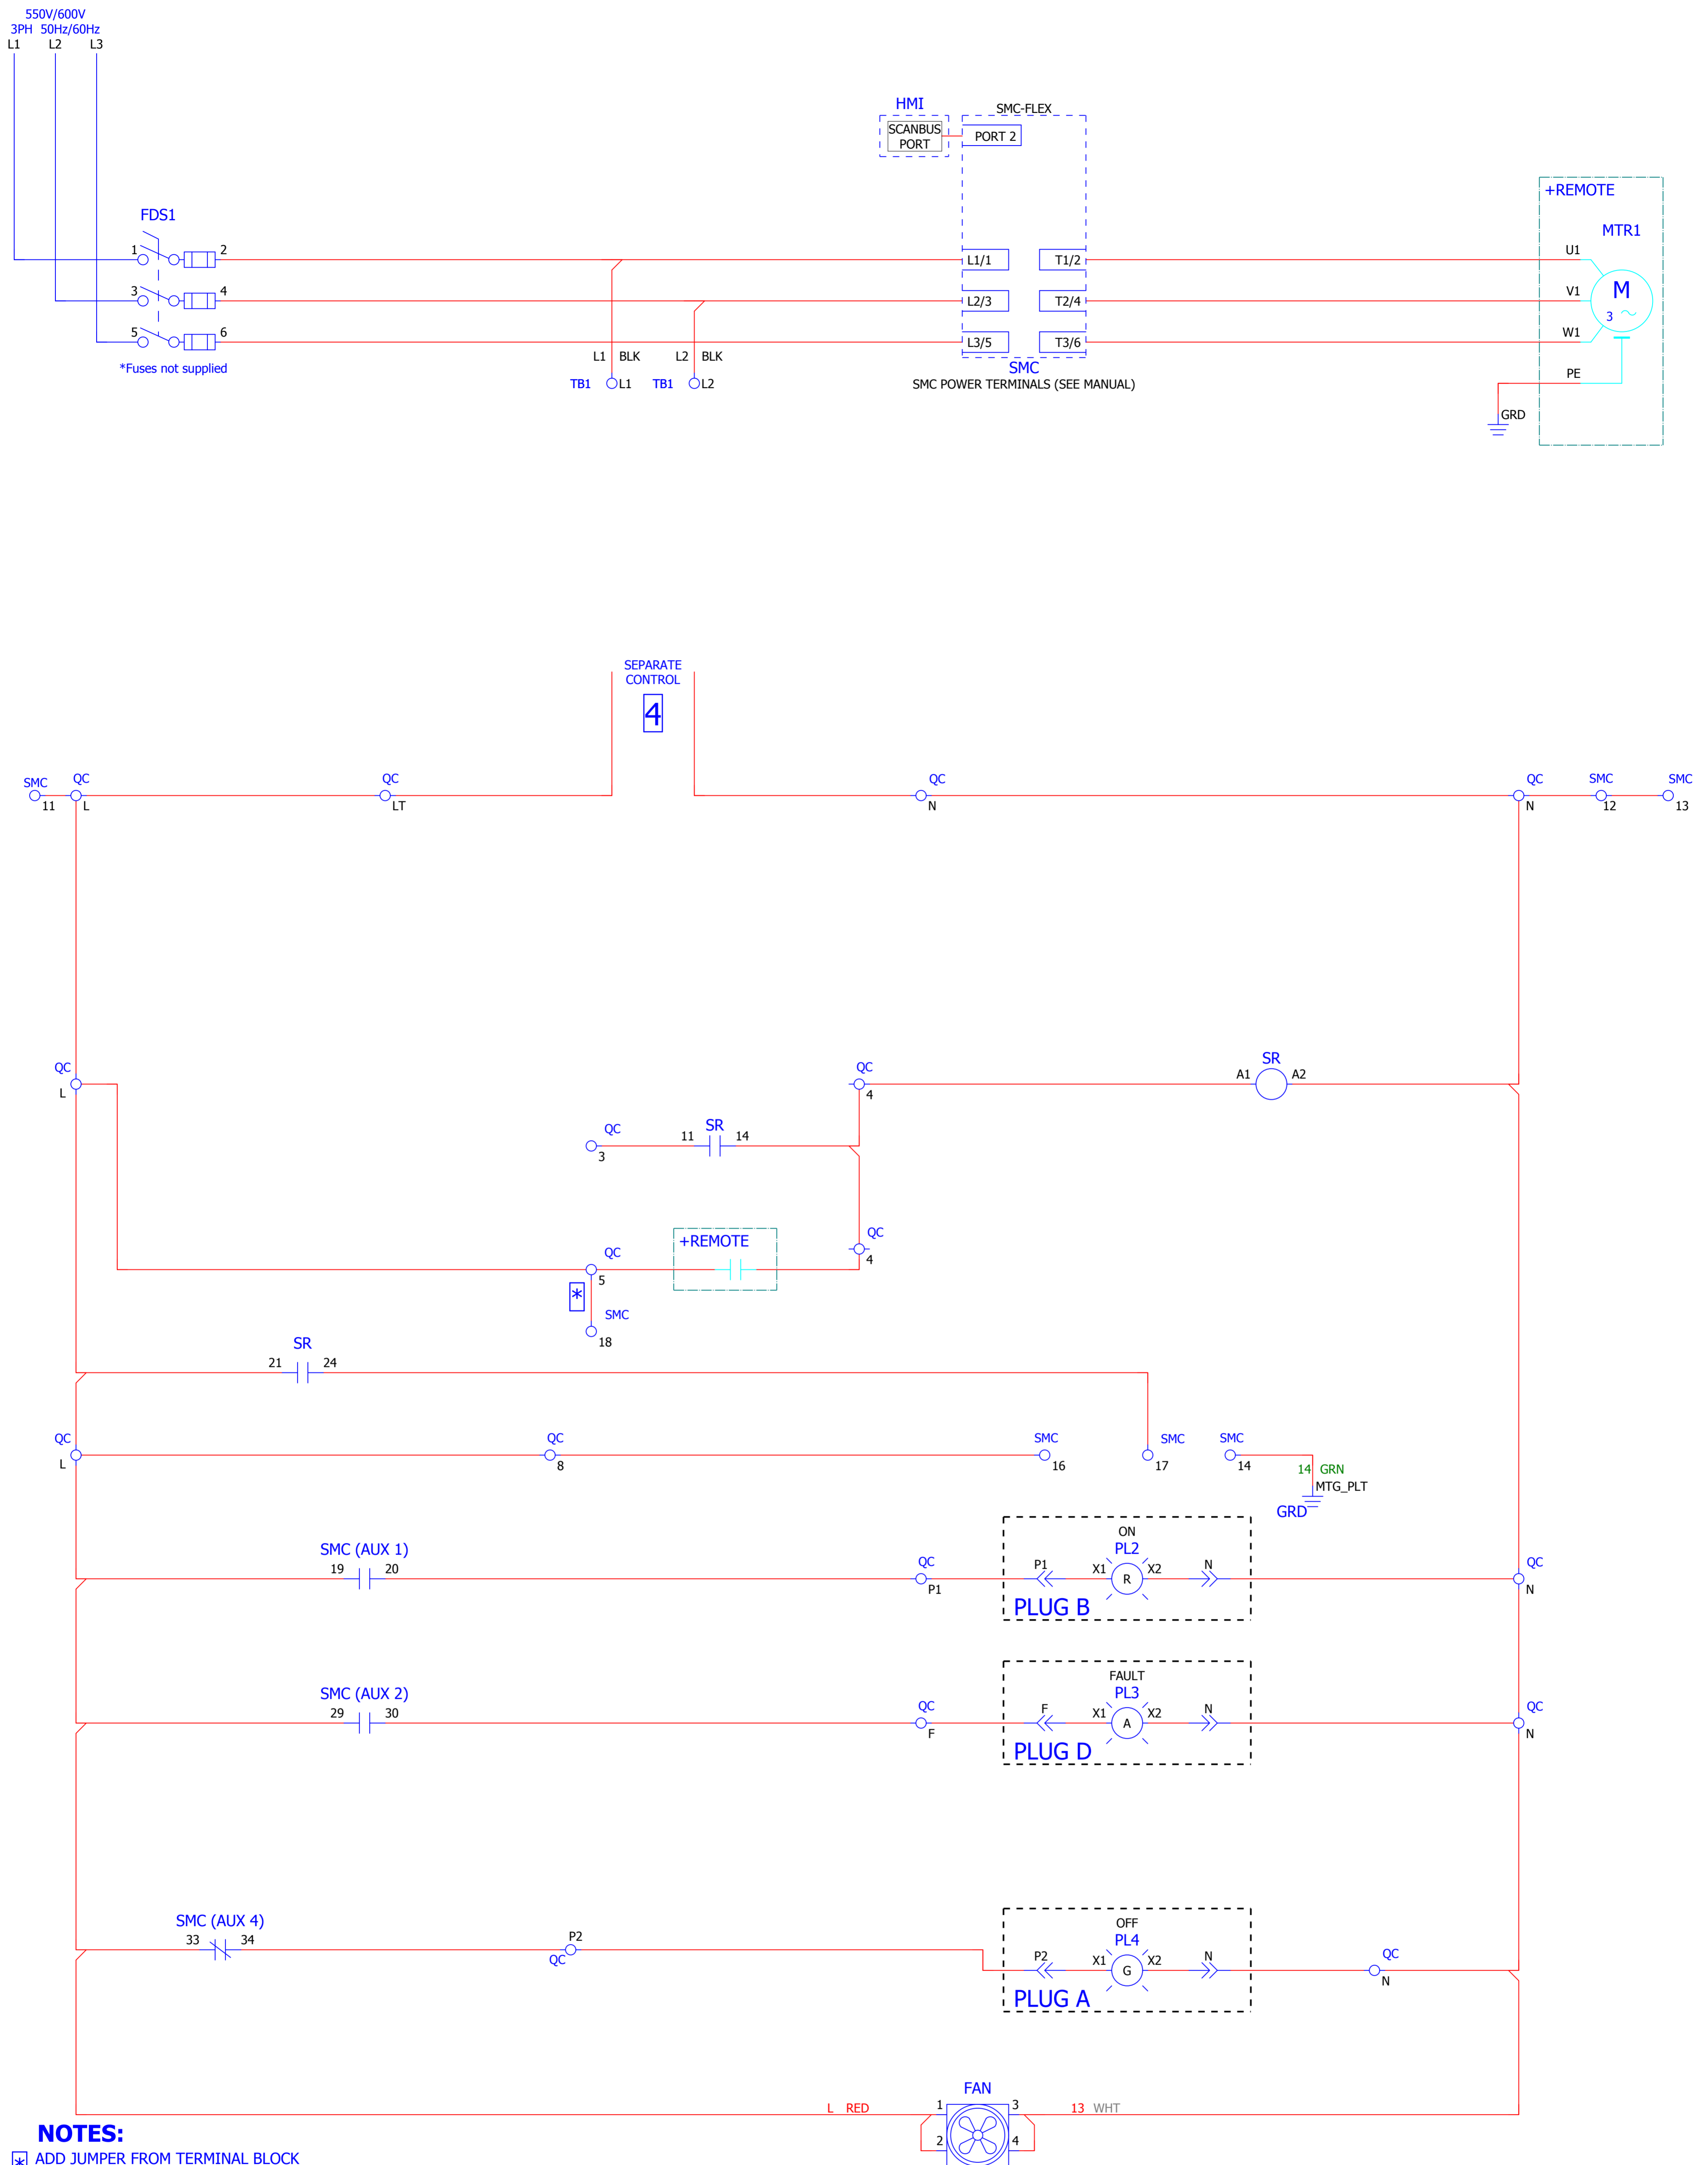 550V/600V
3PH 50Hz/60Hz
L1 L2 L3
HMI
SCANBUS
PORT
SMC-FLEX
PORT 2
+REMOTE
MTR1
FDS1
1 2
3 4
5 6
*Fuses not supplied
L1/1 T1/2
L2/3 T2/4
L3/5 T3/6
U1
V1
W1
M
3
PE
GRD
L1 BLK
L2 BLK
TB1 L1
TB1 L2
SMC
SMC POWER TERMINALS (SEE MANUAL)
SEPARATE
CONTROL
4
SMC
11
QC
L
QC
LT
QC
N
QC
N
SMC
12
SMC
13
QC
L
QC
4
SR
A1 A2
QC
3
SR
11 14
QC
4
+REMOTE
QC
5
*
SMC
18
SR
21 24
QC
L
QC
8
SMC
16
SMC
17
SMC
14
14 GRN
MTG_PLT
GRD
SMC (AUX 1)
19 20
QC
P1
ON
PL2
P1 X1 R X2 N
PLUG B
QC
N
SMC (AUX 2)
29 30
QC
F
FAULT
PL3
F X1 A X2 N
PLUG D
QC
N
SMC (AUX 4)
33 34
P2
QC
OFF
PL4
P2 X1 G X2 N
PLUG A
QC
N
FAN
L RED 1 3 13 WHT
2 4
NOTES:
* ADD JUMPER FROM TERMINAL BLOCK